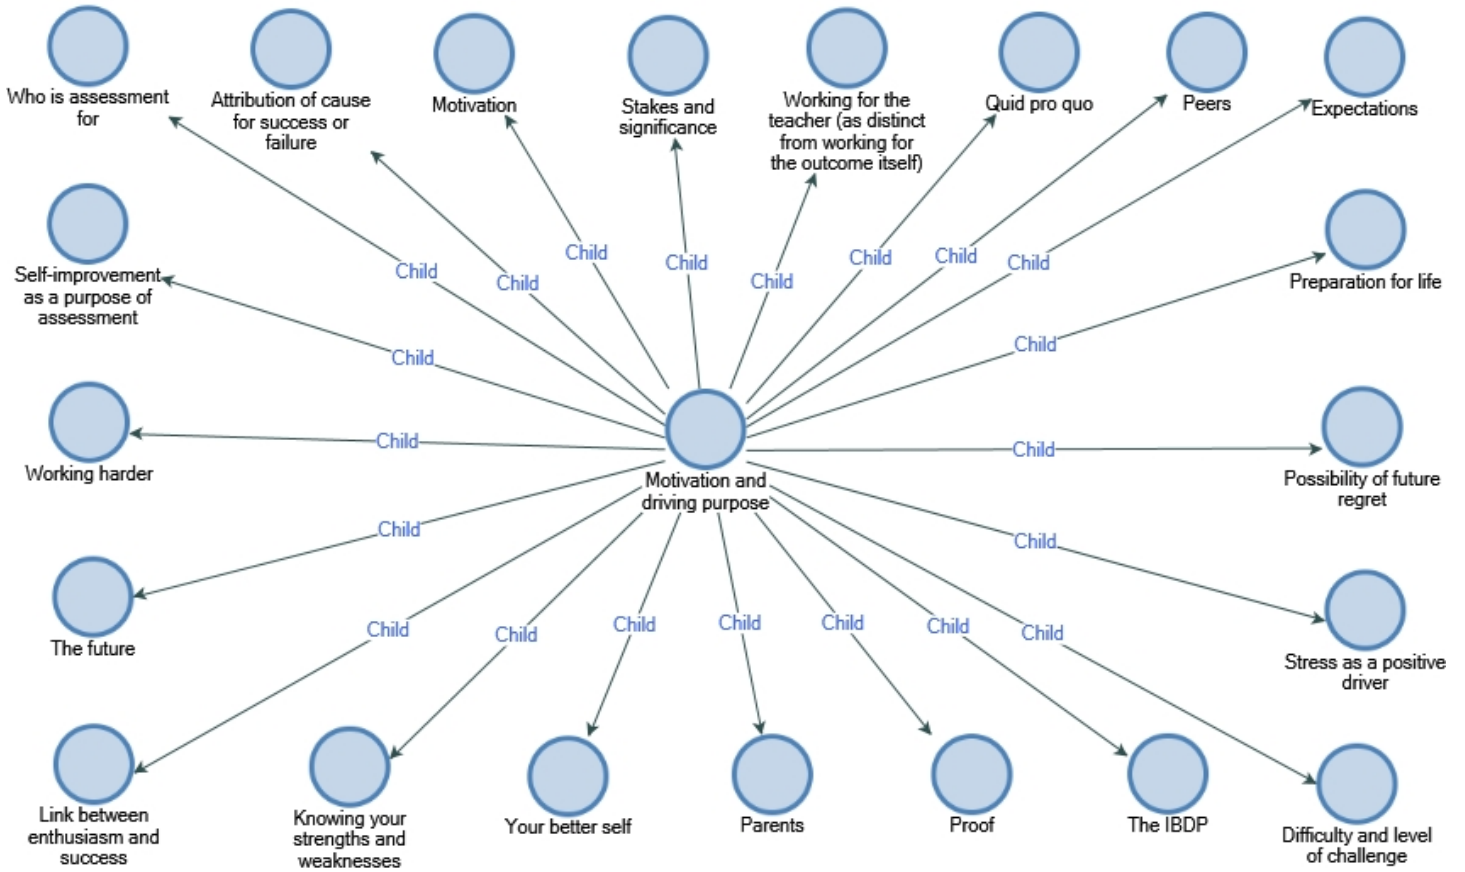 Who is assessment
for
Attribution of cause
for success or
failure
Motivation
Stakes and
significance
Working for the
teacher (as distinct
from working for
the outcome itself)
Quid pro quo
Peers
Expectations
Self-improvement
as a purpose of
assessment
Preparation for life
Child
Child
Child
Child
Child
Child
Child
Child
Child
Child
Working harder
Child
Motivation and
driving purpose
Child
Possibility of future
regret
The future
Child
Child
Stress as a positive
driver
Child
Child
Child
Child
Child
Child
Child
Link between
enthusiasm and
success
Knowing your
strengths and
weaknesses
Your better self
Parents
Proof
The IBDP
Difficulty and level
of challenge